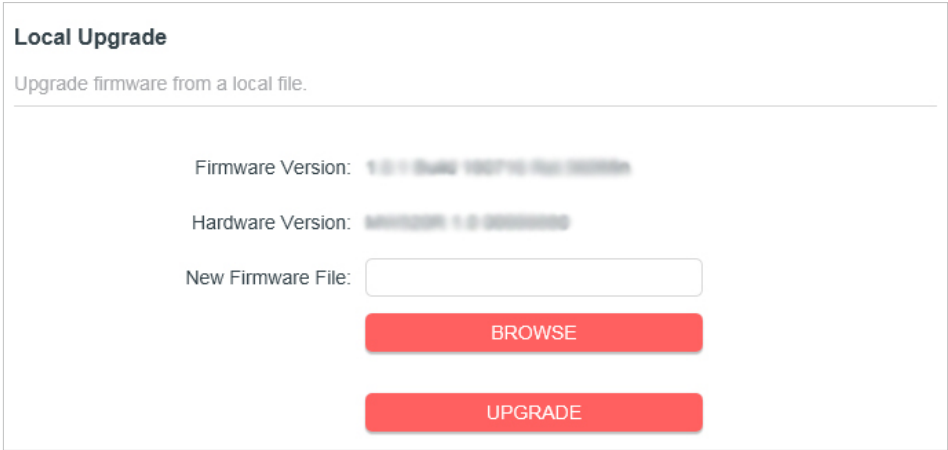 Local Upgrade
Upgrade firmware from a local file.
Firmware Version:
Hardware Version:
New Firmware File:
BROWSE
UPGRADE